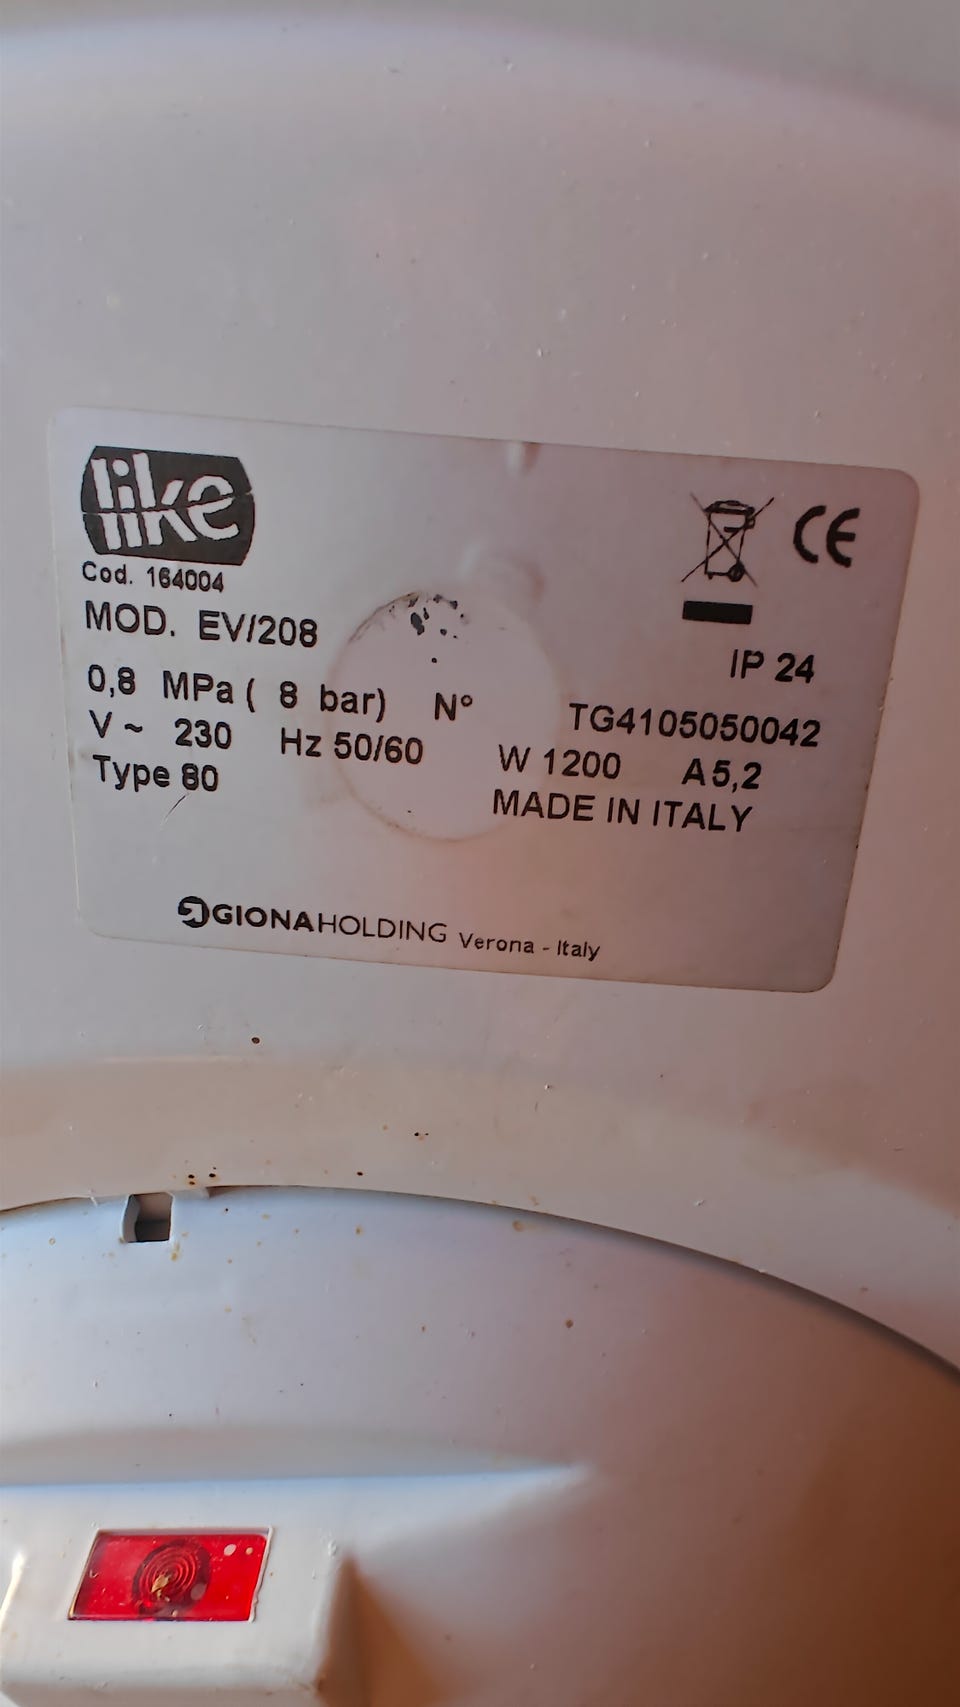 like
Cod. 164004
MOD. EV/208
CE
IP 24
0,8 MPa ( 8 bar) N° TG4105050042
V ~ 230 Hz 50/60 W 1200 A 5,2
Type 80 MADE IN ITALY
GIONAHOLDING Verona - Italy